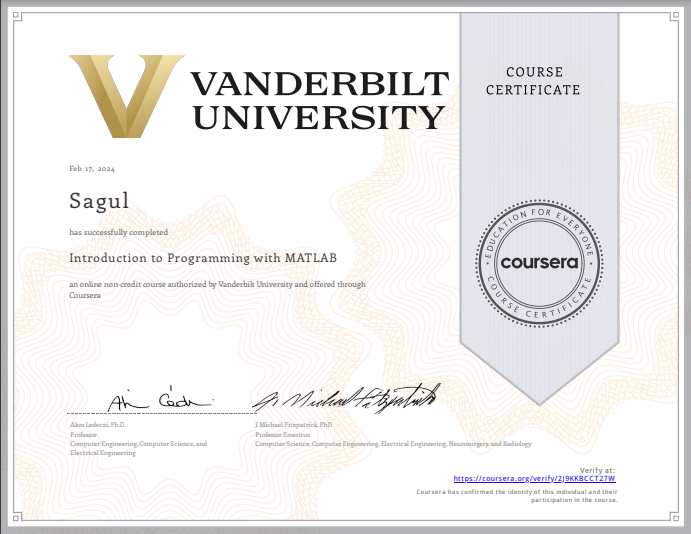 VANDERBILT
UNIVERSITY
COURSE
CERTIFICATE
Feb 17, 2024
Sagul
has successfully completed
Introduction to Programming with MATLAB
an online non-credit course authorized by Vanderbilt University and offered through
Coursera
EDUCATION FOR EVERYONE
coursera
COURSE CERTIFICATE
Akos Ledeczi, Ph.D.
Professor
Computer Engineering, Computer Science, and
Electrical Engineering
J. Michael Fitzpatrick, PhD
Professor Emeritus
Computer Science, Computer Engineering, Electrical Engineering, Neurosurgery, and Radiology
Verify at:
https://coursera.org/verify/2J9KKBCCT27W
Coursera has confirmed the identity of this individual and their
participation in the course.